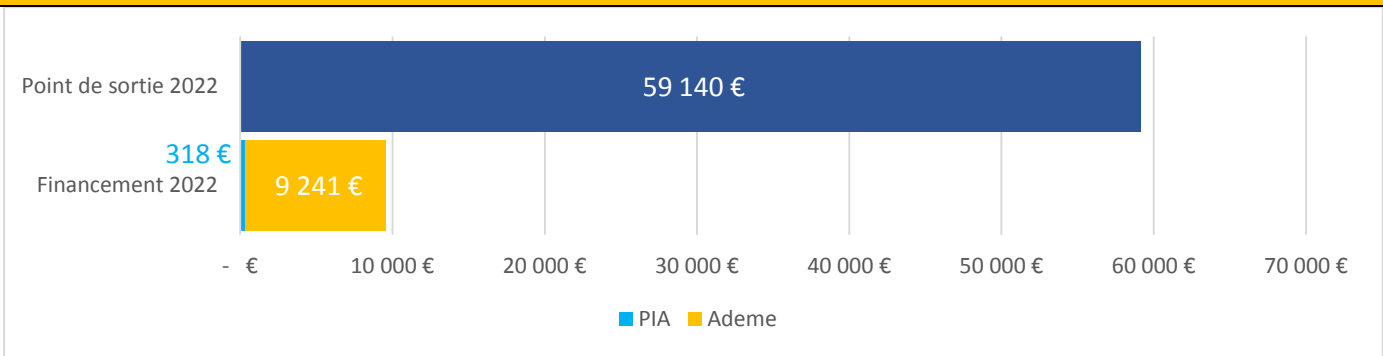 Point de sortie 2022
59 140 €
318 €
Financement 2022
9 241 €
- € 10 000 € 20 000 € 30 000 € 40 000 € 50 000 € 60 000 € 70 000 €
PIA Ademe